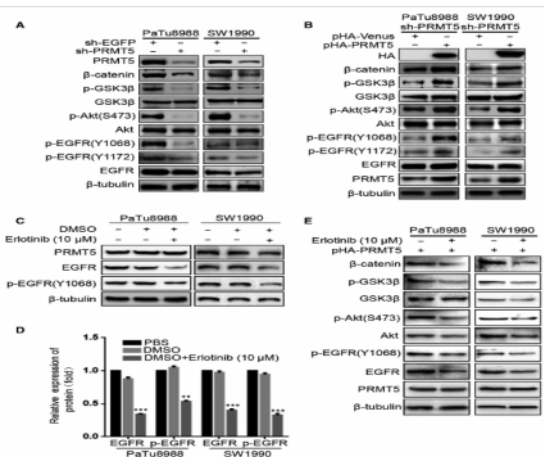 A
PaTu8988 SW1990
sh-EGFP + − + −
sh-PRMT5 − + − +
PRMT5
β-catenin
p-GSK3β
GSK3β
p-Akt(S473)
Akt
p-EGFR(Y1068)
p-EGFR(Y1172)
EGFR
β-tubulin
B
PaTu8988 SW1990
sh-PRMT5 sh-PRMT5
pHA-Venus + − + −
pHA-PRMT5 − + − +
HA
β-catenin
p-GSK3β
GSK3β
p-Akt(S473)
Akt
p-EGFR(Y1068)
p-EGFR(Y1172)
EGFR
PRMT5
β-tubulin
C
PaTu8988 SW1990
DMSO − + + − + +
Erlotinib (10 μM) − − + − − +
PRMT5
EGFR
p-EGFR(Y1068)
β-tubulin
D
Relative expression of
protein(fold)
1.5
1.0
0.5
0.0
PBS
DMSO
DMSO+Erlotinib (10 μM)
*** ** *** ***
EGFR p-EGFR EGFR p-EGFR
PaTu8988 SW1990
E
PaTu8988 SW1990
Erlotinib (10 μM) − + − +
pHA-PRMT5 + + + +
β-catenin
p-GSK3β
GSK3β
p-Akt(S473)
Akt
p-EGFR(Y1068)
EGFR
PRMT5
β-tubulin